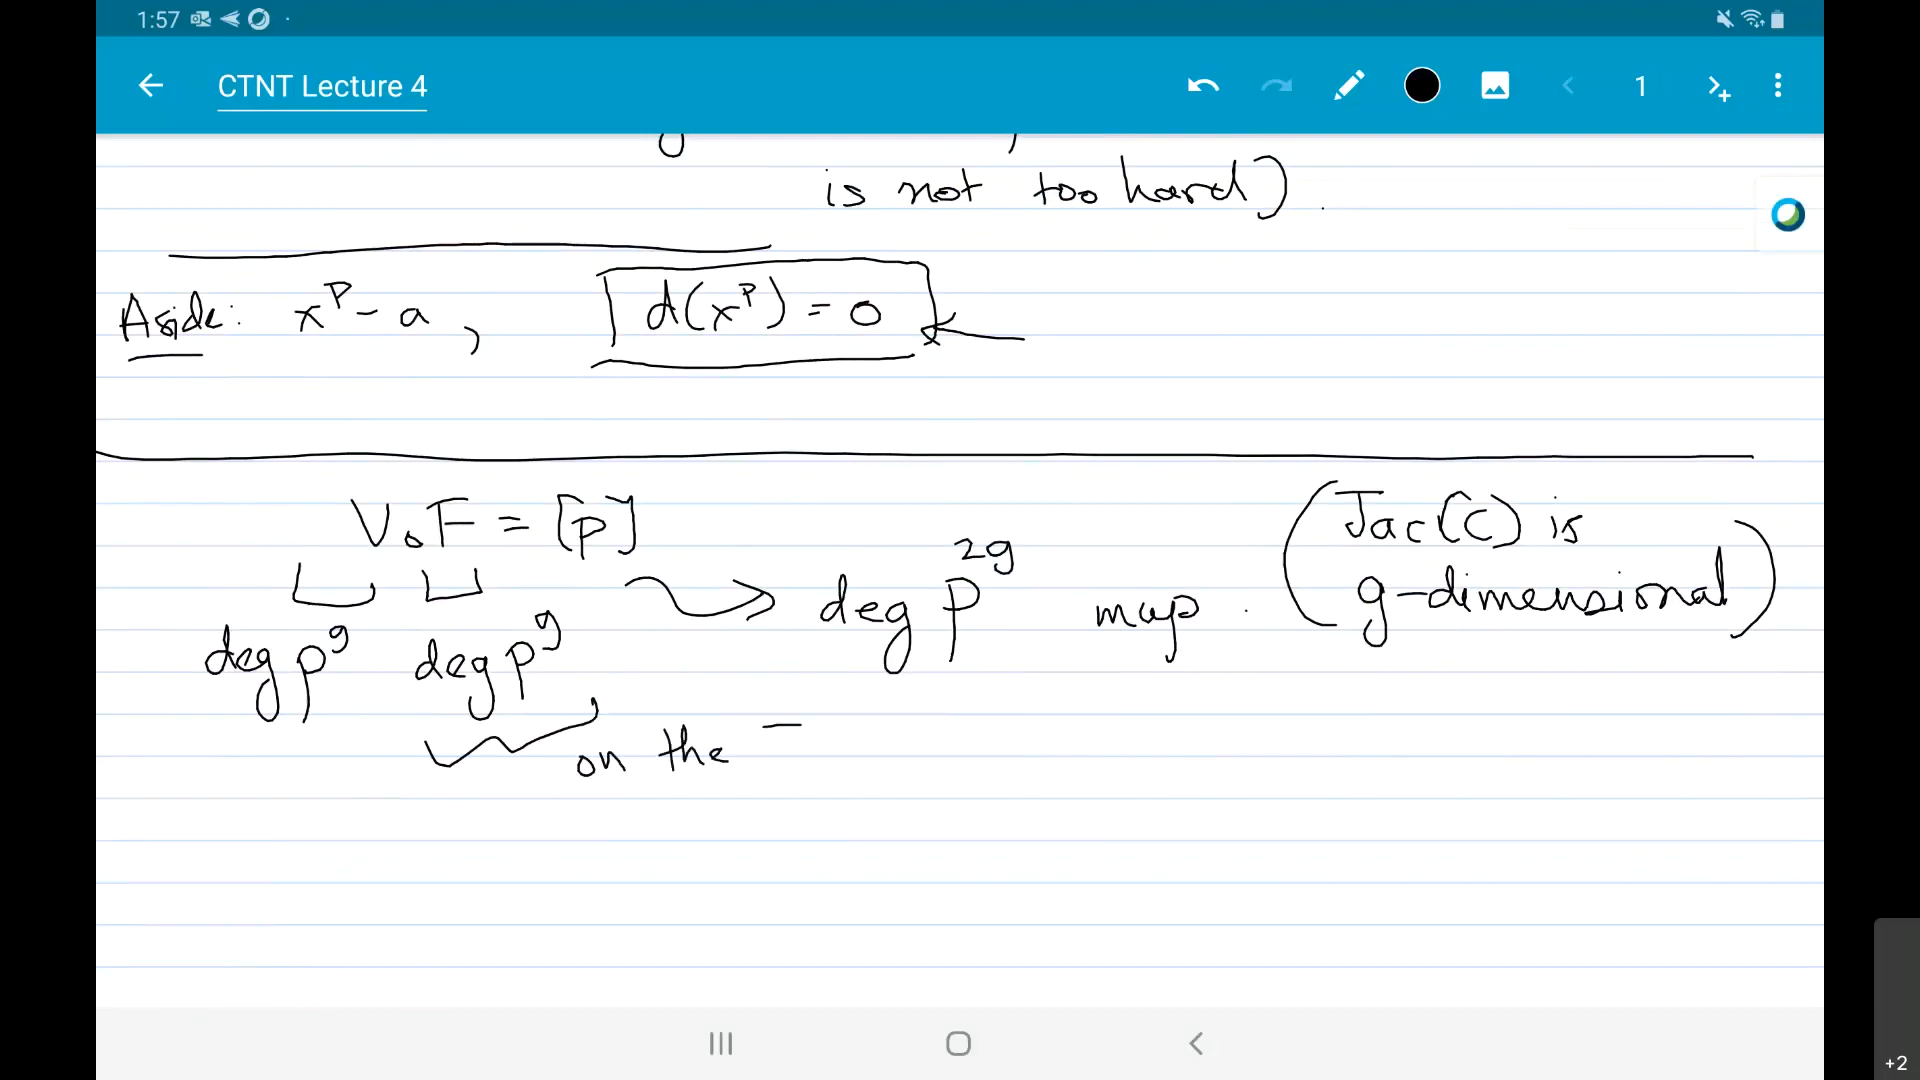 1:57
CTNT Lecture 4
1
is not too hard).
Aside: x^p - a, d(x^p) = 0
V∘F = [p]
deg p^g deg p^g
deg p^2g map. (Jac(C) is g-dimensional)
on the
+2